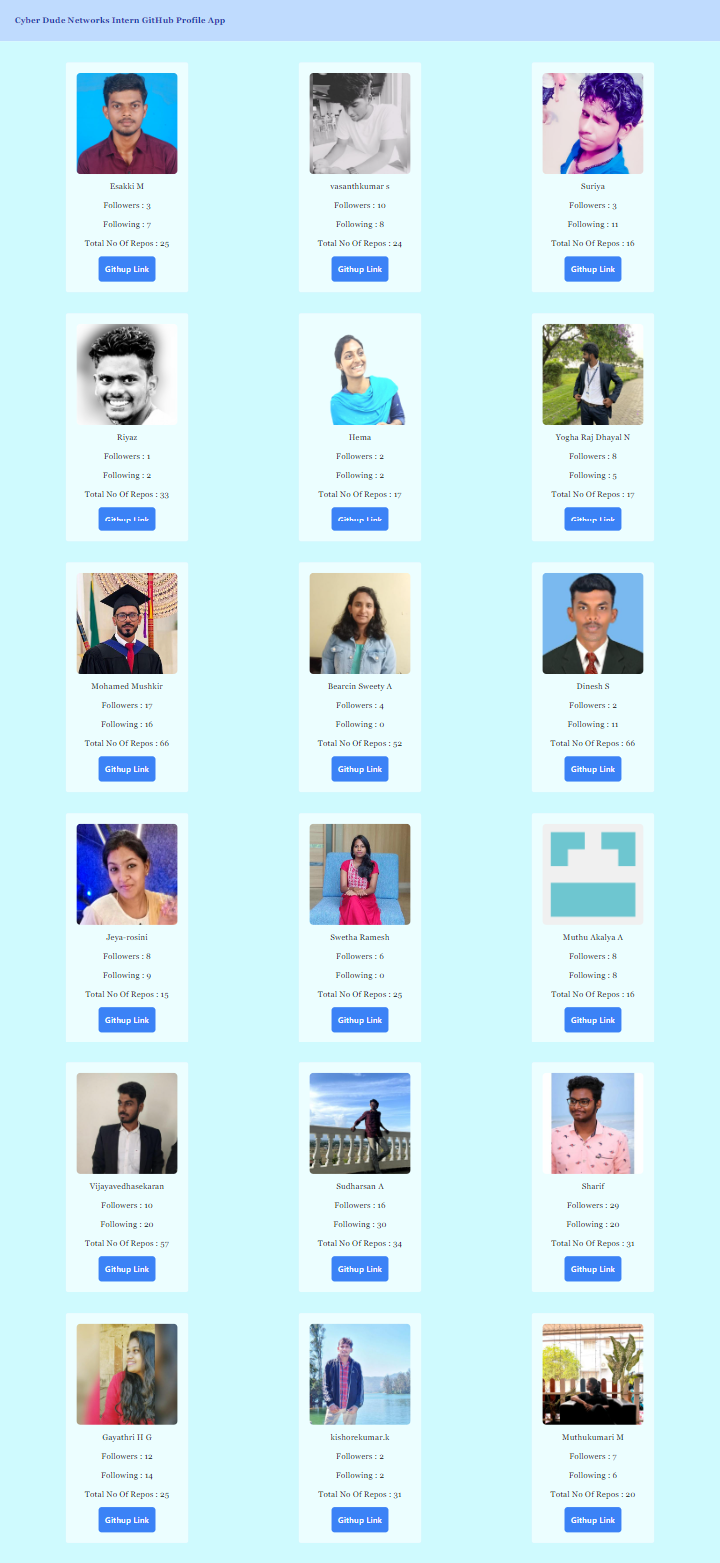 Cyber Dude Networks Intern GitHub Profile App
Esakki M
Followers : 3
Following : 7
Total No Of Repos : 25
Githup Link
vasanthkumar s
Followers : 10
Following : 8
Total No Of Repos : 24
Githup Link
Suriya
Followers : 3
Following : 11
Total No Of Repos : 16
Githup Link
Riyaz
Followers : 1
Following : 2
Total No Of Repos : 33
Githup Link
Hema
Followers : 2
Following : 2
Total No Of Repos : 17
Githup Link
Yogha Raj Dhayal N
Followers : 8
Following : 5
Total No Of Repos : 17
Githup Link
Mohamed Mushkir
Followers : 17
Following : 16
Total No Of Repos : 66
Githup Link
Bearcin Sweety A
Followers : 4
Following : 0
Total No Of Repos : 52
Githup Link
Dinesh S
Followers : 2
Following : 11
Total No Of Repos : 66
Githup Link
Jeya-rosini
Followers : 8
Following : 9
Total No Of Repos : 15
Githup Link
Swetha Ramesh
Followers : 6
Following : 0
Total No Of Repos : 25
Githup Link
Muthu Akalya A
Followers : 8
Following : 8
Total No Of Repos : 16
Githup Link
Vijayavedhasekaran
Followers : 10
Following : 20
Total No Of Repos : 57
Githup Link
Sudharsan A
Followers : 16
Following : 30
Total No Of Repos : 34
Githup Link
Sharif
Followers : 29
Following : 20
Total No Of Repos : 31
Githup Link
Gayathri H G
Followers : 12
Following : 14
Total No Of Repos : 25
Githup Link
kishorekumar.k
Followers : 2
Following : 2
Total No Of Repos : 31
Githup Link
Muthukumari M
Followers : 7
Following : 6
Total No Of Repos : 20
Githup Link